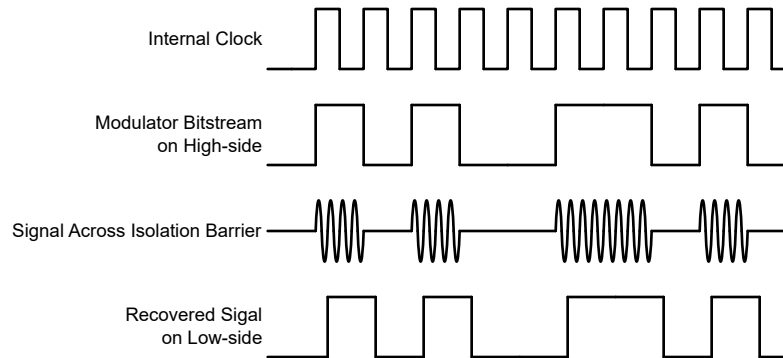 Internal Clock
Modulator Bitstream
on High-side
Signal Across Isolation Barrier
Recovered Sigal
on Low-side